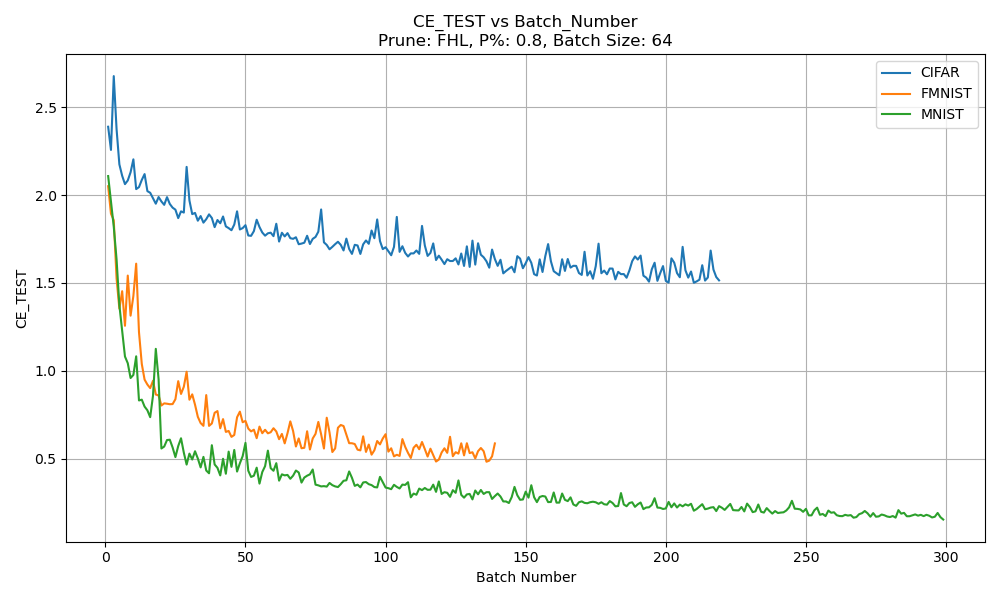 CE_TEST vs Batch_Number
Prune: FHL, P%: 0.8, Batch Size: 64
CIFAR
FMNIST
MNIST
CE_TEST
2.5
2.0
1.5
1.0
0.5
0 50 100 150 200 250 300
Batch Number